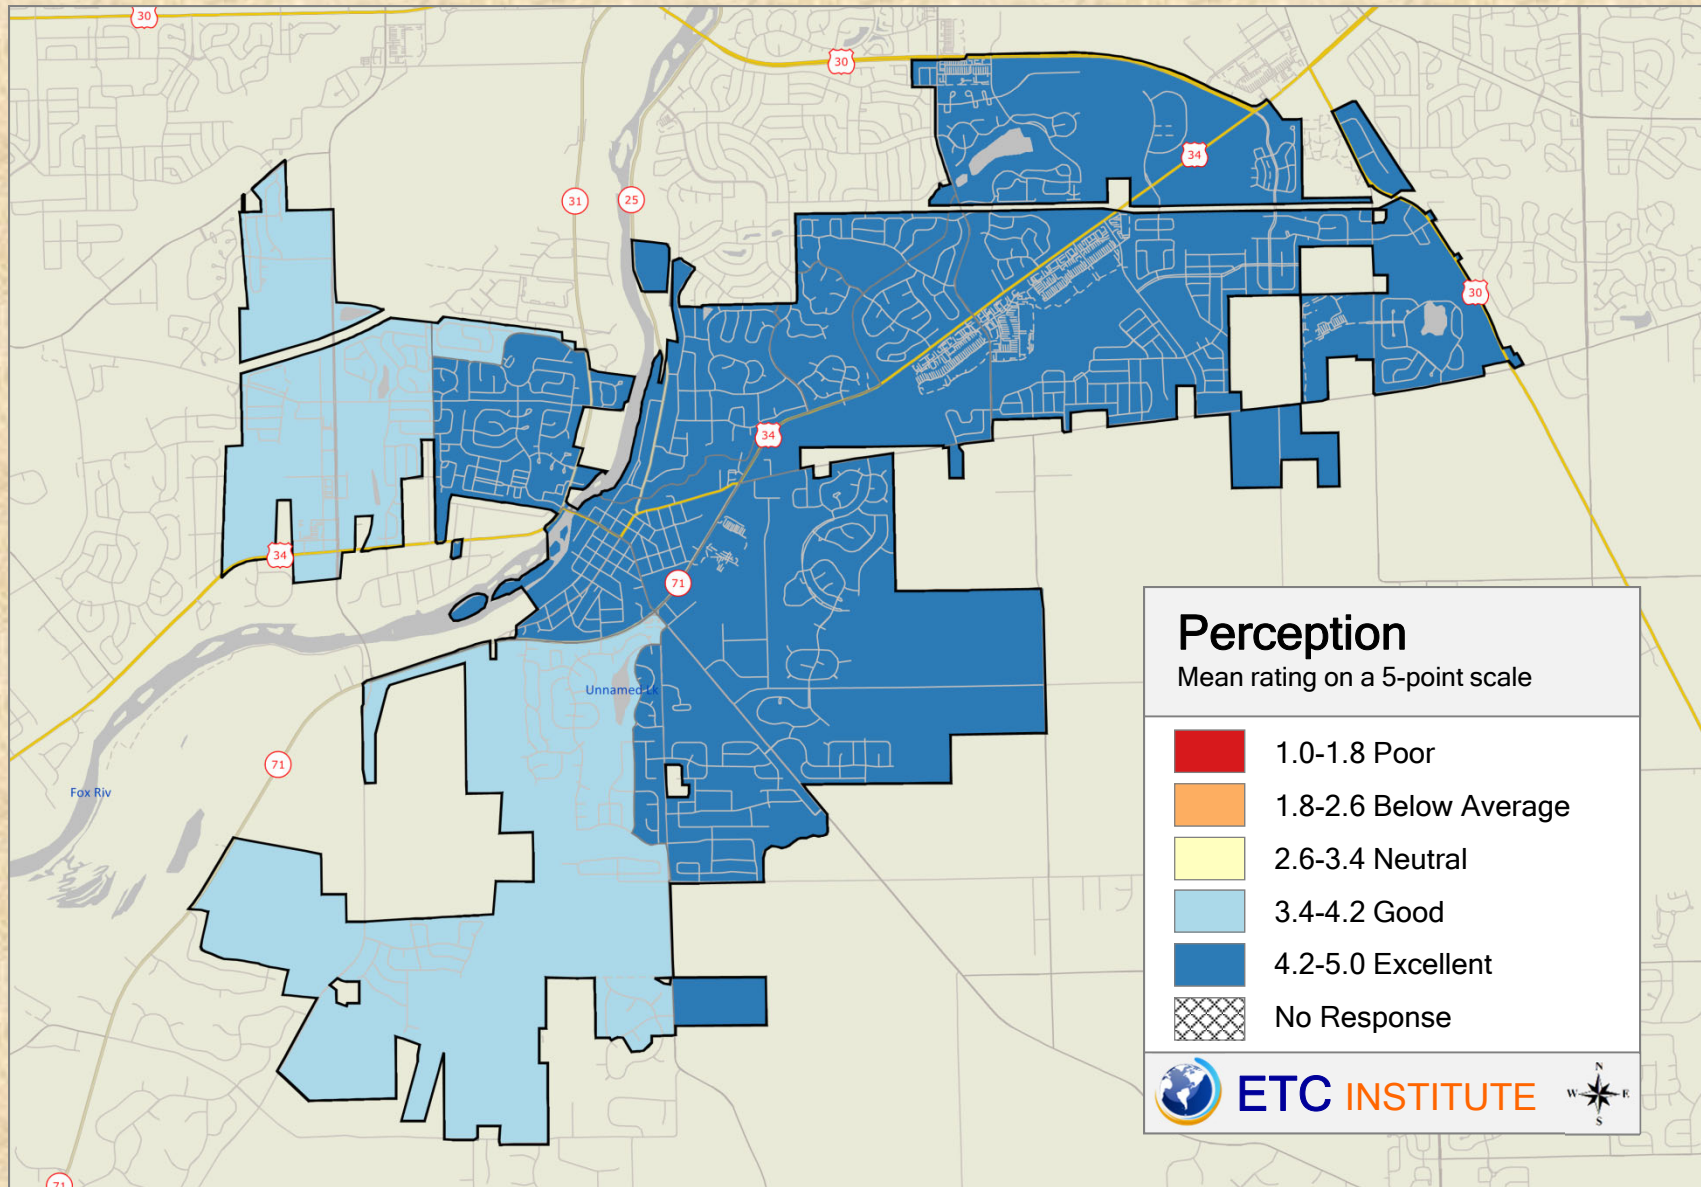 30
30
34
31
25
30
34
34
71
Unnamed Lk
71
Fox Riv
71
Perception
Mean rating on a 5-point scale
1.0-1.8 Poor
1.8-2.6 Below Average
2.6-3.4 Neutral
3.4-4.2 Good
4.2-5.0 Excellent
No Response
ETC INSTITUTE
N
W E
S